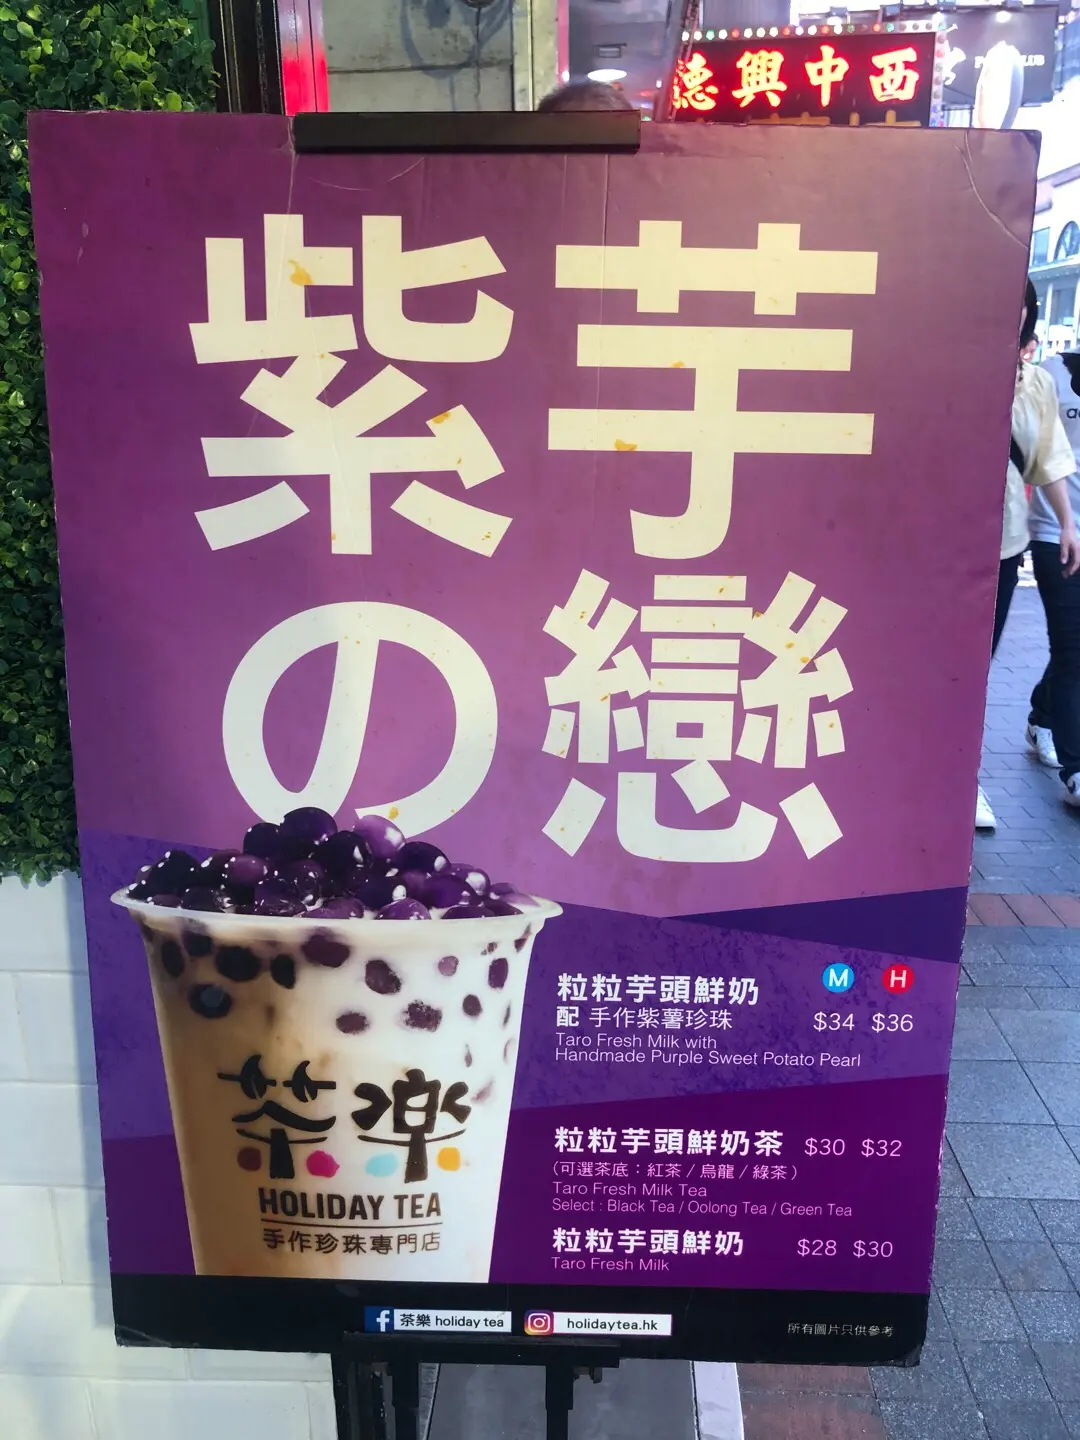 德興中西
紫芋
の戀
M H
粒粒芋頭鮮奶
配 手作紫薯珍珠 $34 $36
Taro Fresh Milk with
Handmade Purple Sweet Potato Pearl
粒粒芋頭鮮奶茶 $30 $32
(可選茶底：紅茶 / 烏龍 / 綠茶)
Taro Fresh Milk Tea
Select : Black Tea / Oolong Tea / Green Tea
粒粒芋頭鮮奶 $28 $30
Taro Fresh Milk
茶樂
HOLIDAY TEA
手作珍珠專門店
茶樂 holiday tea holidaytea.hk
所有圖片只供參考